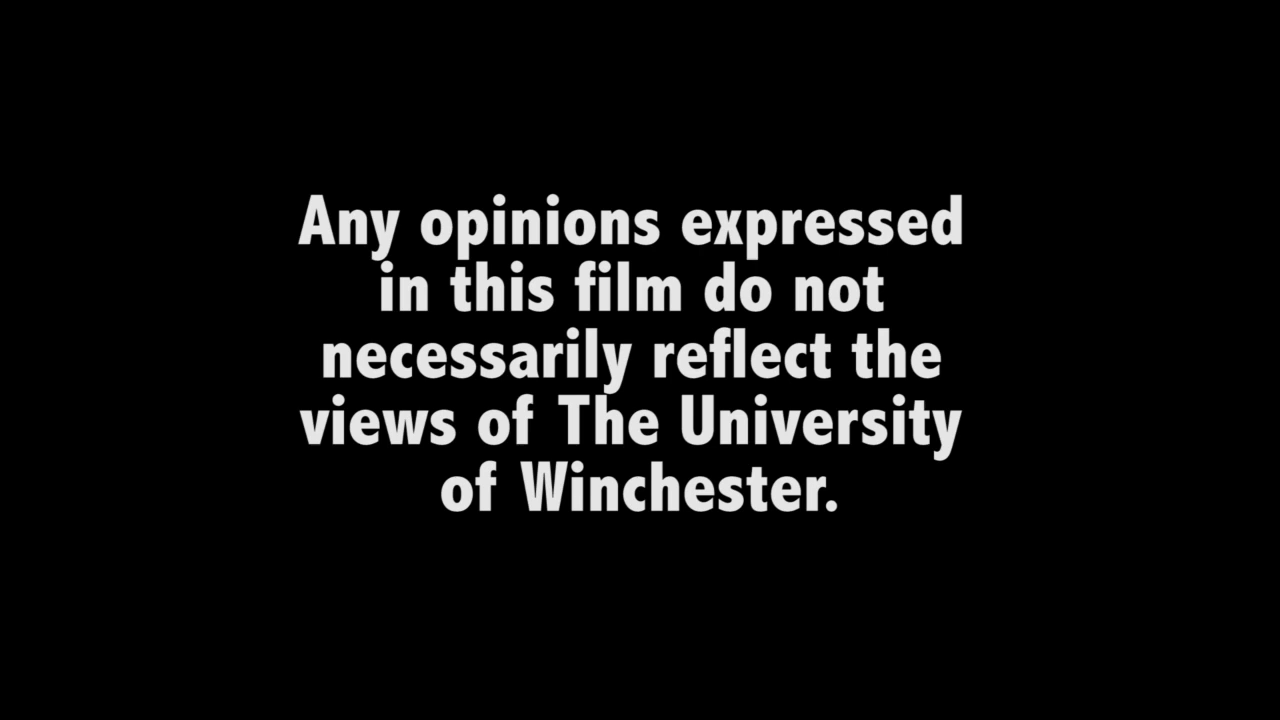 Any opinions expressed
in this film do not
necessarily reflect the
views of The University
of Winchester.